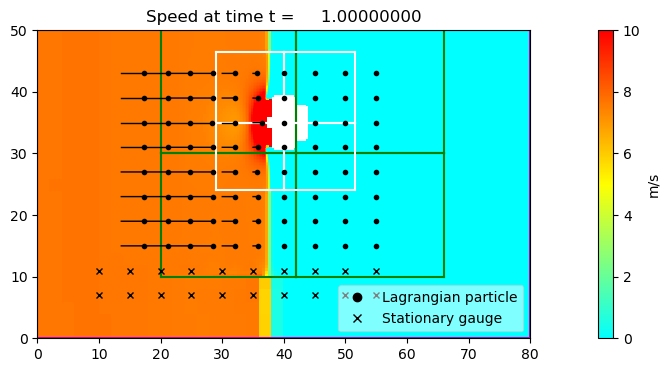 Speed at time t = 1.00000000
50
40
30
20
10
0
0 10 20 30 40 50 60 70 80
Lagrangian particle
Stationary gauge
10
8
6
4
2
0
m/s